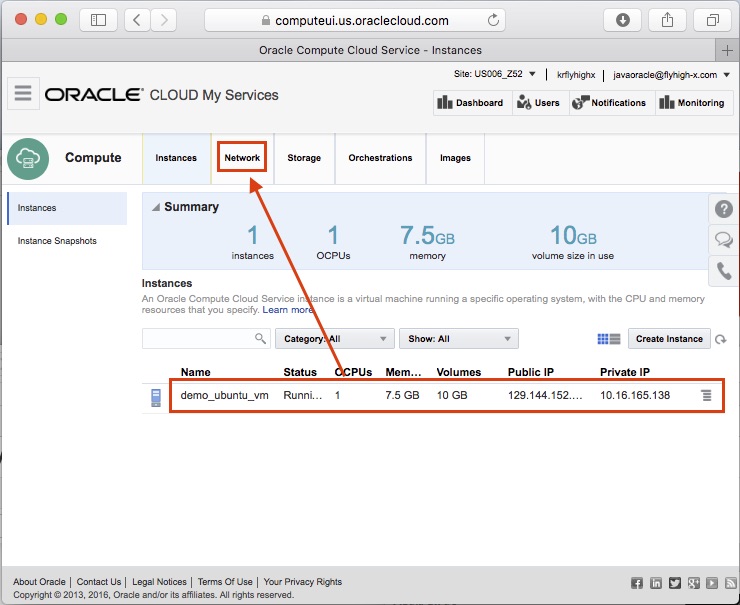 computeui.us.oraclecloud.com
Oracle Compute Cloud Service - Instances
Site: US006_Z52 krflyhighx javaoracle@flyhigh-x.com
ORACLE CLOUD My Services
Dashboard Users Notifications Monitoring
Compute Instances Network Storage Orchestrations Images
Instances
Instance Snapshots
Summary
1 1 7.5GB 10GB
instances OCPUs memory volume size in use
Instances
An Oracle Compute Cloud Service instance is a virtual machine running a specific operating system, with the CPU and memory
resources that you specify. Learn more
Category: All Show: All Create Instance
Name Status OCPUs Mem... Volumes Public IP Private IP
demo_ubuntu_vm Runni... 1 7.5 GB 10 GB 129.144.152.... 10.16.165.138
About Oracle | Contact Us | Legal Notices | Terms Of Use | Your Privacy Rights
Copyright © 2013, 2016, Oracle and/or its affiliates. All rights reserved.